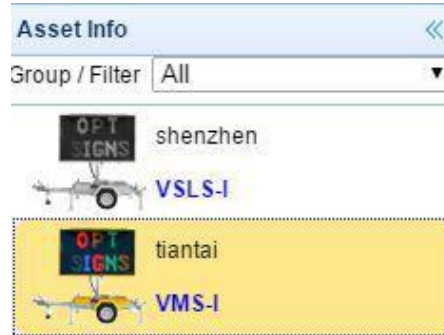 Asset Info
Group / Filter All
OPT
SIGNS
shenzhen
VSLS-I
OPT
SIGNS
tiantai
VMS-I